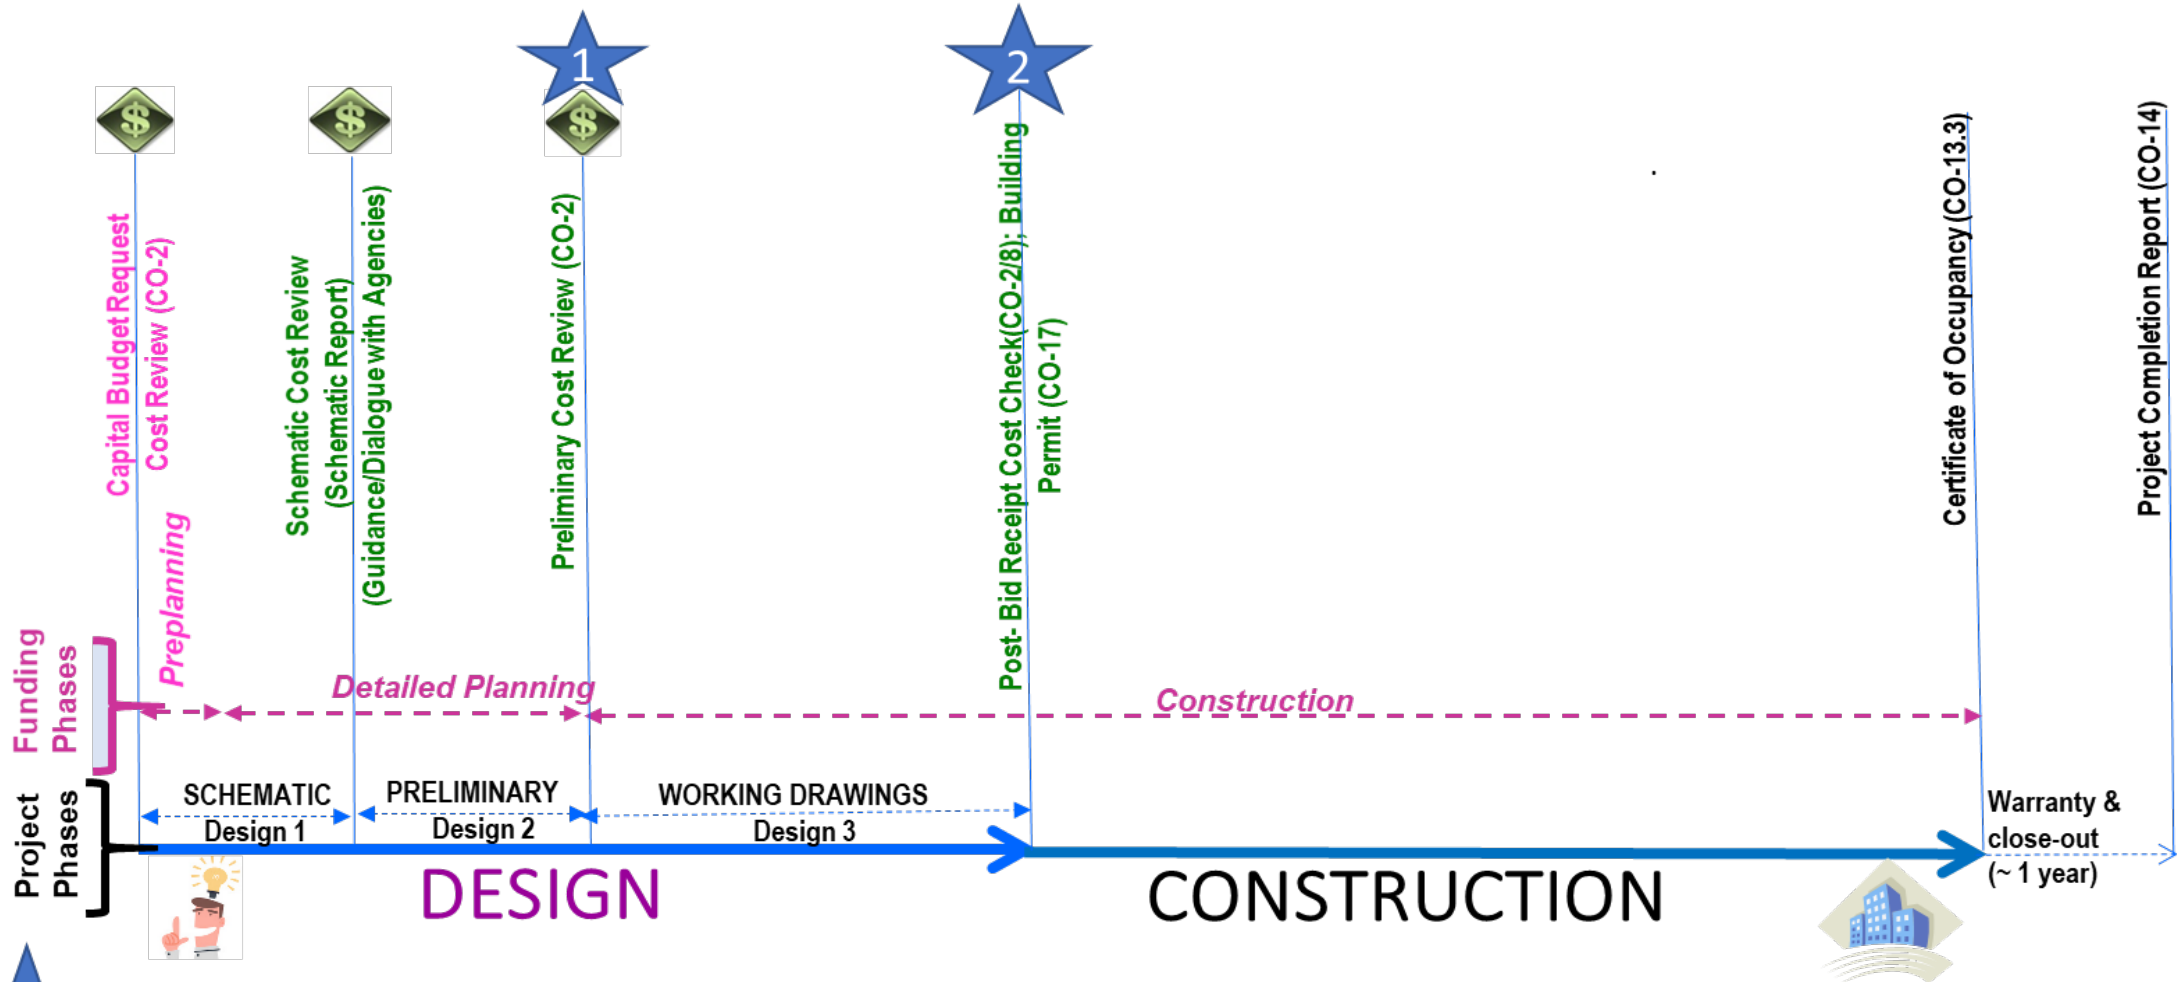 1
2
$
$
$
Capital Budget Request
Cost Review (CO-2)
Schematic Cost Review
(Schematic Report)
(Guidance/Dialogue with Agencies)
Preliminary Cost Review (CO-2)
Post- Bid Receipt Cost Check(CO-2/8); Building
Permit (CO-17)
Certificate of Occupancy (CO-13.3)
Project Completion Report (CO-14)
.
Funding
Phases
Preplanning
Detailed Planning
Construction
Project
Phases
SCHEMATIC
Design 1
PRELIMINARY
Design 2
WORKING DRAWINGS
Design 3
Warranty &
close-out
(~ 1 year)
DESIGN
CONSTRUCTION